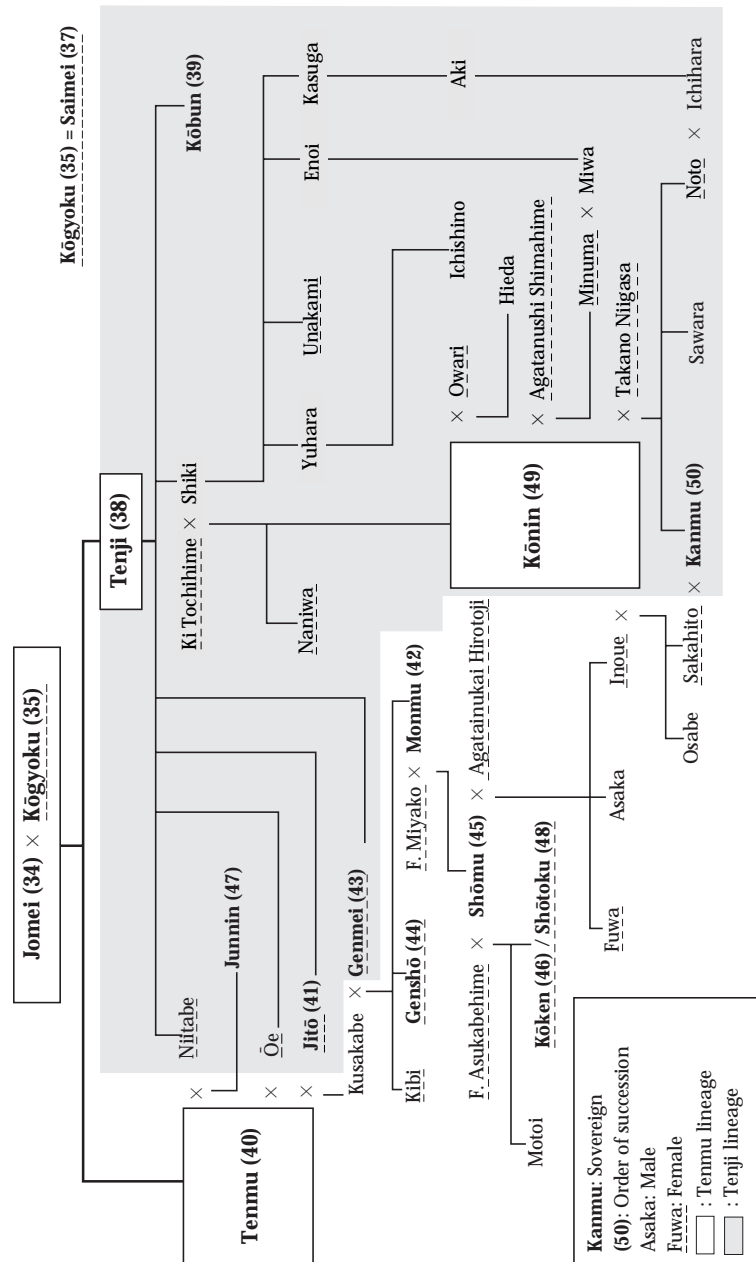 Jomei (34) × Kōgyoku (35)
Kōgyoku (35) = Saimei (37)
Tenmu (40)
Tenji (38)
× Niitabe
Junnin (47)
× Ōe
× Jitō (41)
Ki Tochihime × Shiki
Kōbun (39)
Naniwa
Yuhara
Unakami
Enoi
Kasuga
Kusakabe × Genmei (43)
Kibi
Genshō (44)
F. Miyako × Monmu (42)
Ichishino
Aki
F. Asukabehime × Shōmu (45) × Agatainukai Hirotoji
Kōnin (49)
× Owari
Hieda
× Agatanushi Shimahime
Motoi
Kōken (46) / Shōtoku (48)
Minuma × Miwa
Fuwa
Asaka
Inoue ×
× Takano Niigasa
Osabe
Sakahito × Kanmu (50)
Sawara
Noto × Ichihara
Kanmu: Sovereign
(50): Order of succession
Asaka: Male
Fuwa: Female
: Tenmu lineage
: Tenji lineage